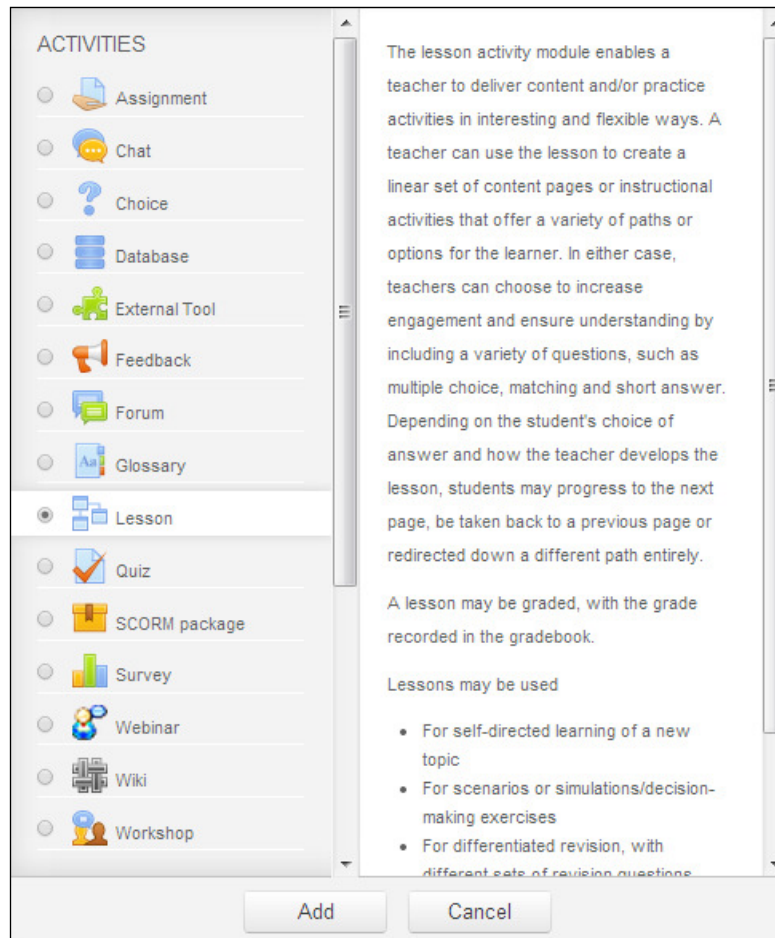 ACTIVITIES
Assignment
Chat
Choice
Database
External Tool
Feedback
Forum
Aa
Glossary
Lesson
Quiz
SCORM package
Survey
Webinar
Wiki
Workshop
The lesson activity module enables a
teacher to deliver content and/or practice
activities in interesting and flexible ways. A
teacher can use the lesson to create a
linear set of content pages or instructional
activities that offer a variety of paths or
options for the learner. In either case,
teachers can choose to increase
engagement and ensure understanding by
including a variety of questions, such as
multiple choice, matching and short answer.
Depending on the student's choice of
answer and how the teacher develops the
lesson, students may progress to the next
page, be taken back to a previous page or
redirected down a different path entirely.
A lesson may be graded, with the grade
recorded in the gradebook.
Lessons may be used
• For self-directed learning of a new
topic
• For scenarios or simulations/decision-
making exercises
• For differentiated revision, with
different sets of revision questions
Add
Cancel